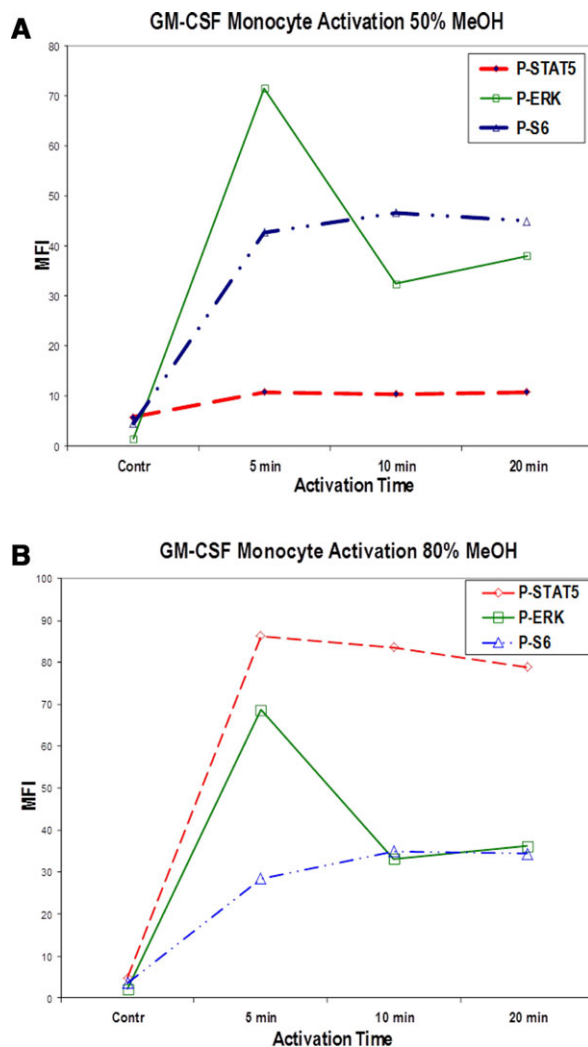 A
GM-CSF Monocyte Activation 50% MeOH
80
70
60
50
40
30
20
10
0
MFI
P-STAT5
P-ERK
P-S6
Contr
5 min
10 min
20 min
Activation Time
B
GM-CSF Monocyte Activation 80% MeOH
100
90
80
70
60
50
40
30
20
10
0
MFI
P-STAT5
P-ERK
P-S6
Contr
5 min
10 min
20 min
Activation Time